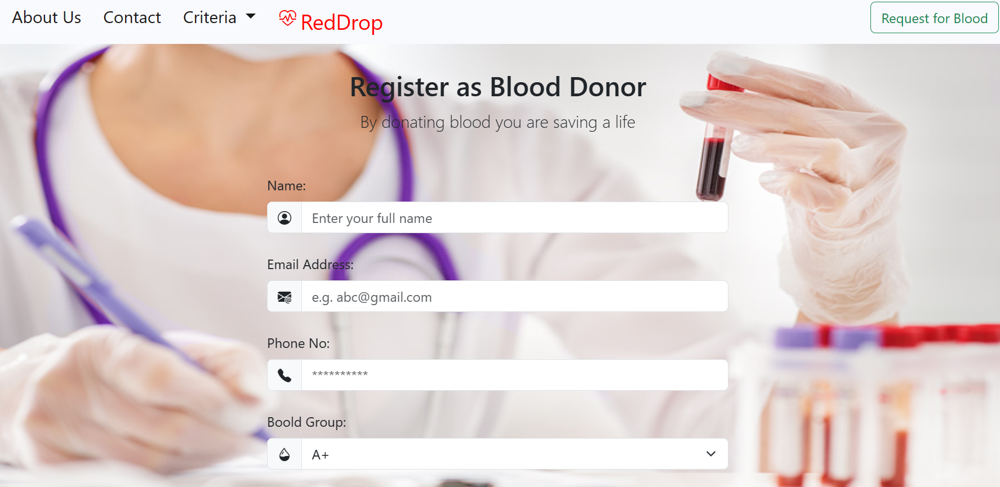 About Us
Contact
Criteria
RedDrop
Request for Blood
Register as Blood Donor
By donating blood you are saving a life
Name:
Enter your full name
Email Address:
e.g. abc@gmail.com
Phone No:
**********
Boold Group:
A+